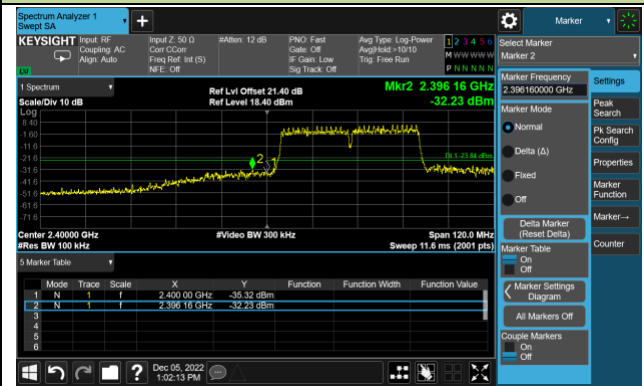 Spectrum Analyzer 1
Swept SA
Marker
KEYSIGHT Input: RF Input Z: 50 Ω #Atten: 12 dB PNO: Fast Avg Type: Log-Power 1 2 3 4 5 6
Coupling: AC Corr CCorr Gate: Off Avg|Hold:>10/10 M W W W W W
Align: Auto Freq Ref: Int (S) IF Gain: Low Trig: Free Run P N N N N N
NFE: Off Sig Track: Off
Select Marker
Marker 2
1 Spectrum
Scale/Div 10 dB
Log
Ref Lvl Offset 21.40 dB
Ref Level 18.40 dBm
Mkr2 2.396 16 GHz
-32.23 dBm
8.40
-1.60
-11.6
-21.6
-31.6
-41.6
-51.6
-61.6
-71.6
2
1
DL1 -23.84 dBm
Center 2.40000 GHz #Video BW 300 kHz Span 120.0 MHz
#Res BW 100 kHz Sweep 11.6 ms (2001 pts)
5 Marker Table
Mode Trace Scale X Y Function Function Width Function Value
1 N 1 f 2.400 00 GHz -35.32 dBm
2 N 1 f 2.396 16 GHz -32.23 dBm
3
4
5
6
Marker Frequency
2.396160000 GHz
Marker Mode
Normal
Delta (Δ)
Fixed
Off
Delta Marker
(Reset Delta)
Marker Table
On
Off
Marker Settings
Diagram
All Markers Off
Couple Markers
On
Off
Settings
Peak
Search
Pk Search
Config
Properties
Marker
Function
Marker→
Counter
Dec 05, 2022
1:02:13 PM